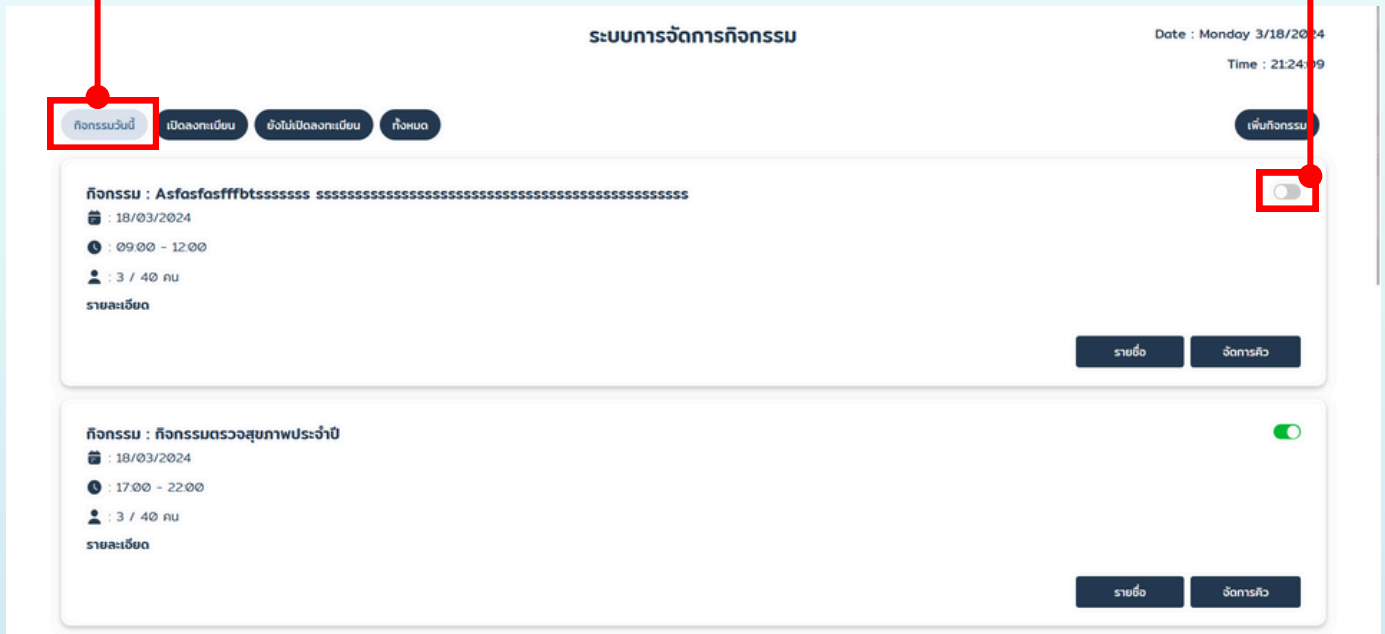 ระบบการจัดการกิจกรรม
Date : Monday 3/18/2024
Time : 21:24:09
กิจกรรมวันนี้ เปิดลงทะเบียน ยังไม่เปิดลงทะเบียน ทั้งหมด เพิ่มกิจกรรม
กิจกรรม : Asfasfasfffbtsssssss ssssssssssssssssssssssssssssssssssssssssssssssss
: 18/03/2024
: 09:00 - 12:00
: 3 / 40 คน
รายละเอียด
รายชื่อ จัดการคิว
กิจกรรม : กิจกรรมตรวจสุขภาพประจำปี
: 18/03/2024
: 17:00 - 22:00
: 3 / 40 คน
รายละเอียด
รายชื่อ จัดการคิว